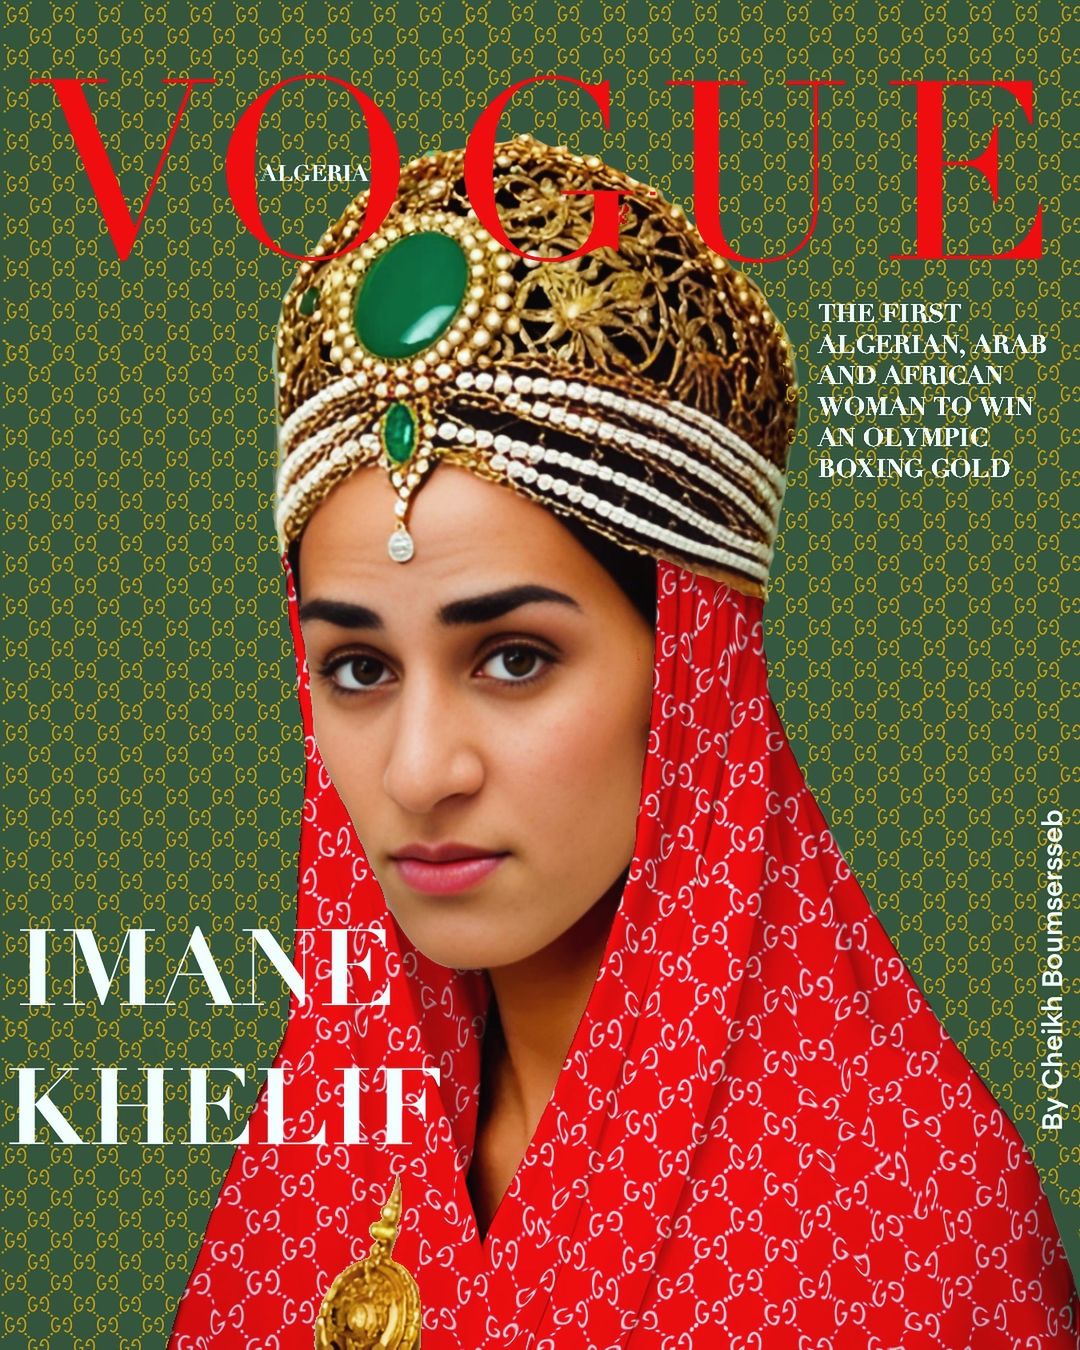 VOGUE
ALGERIA
THE FIRST
ALGERIAN, ARAB
AND AFRICAN
WOMAN TO WIN
AN OLYMPIC
BOXING GOLD
By Cheikh Boumsersseb
IMANE
KHELIF